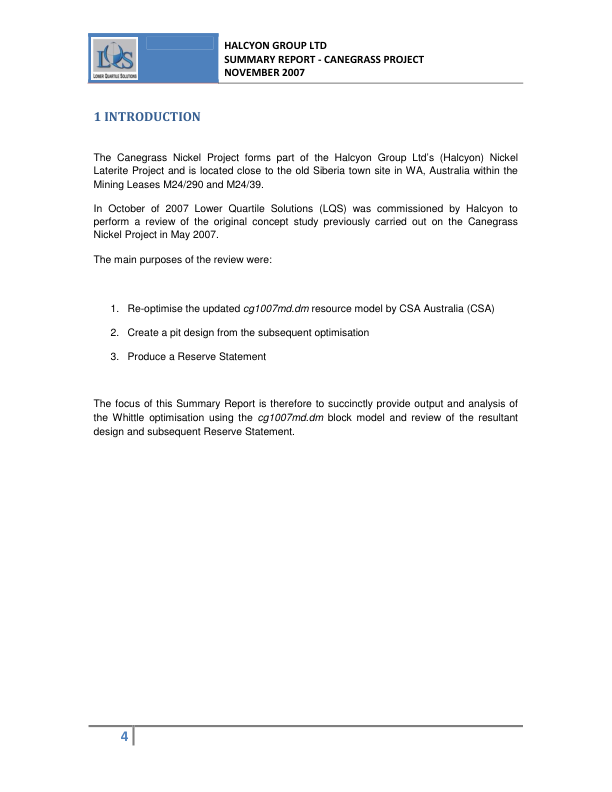 LQS
LOWER QUARTILE SOLUTIONS
HALCYON GROUP LTD
SUMMARY REPORT - CANEGRASS PROJECT
NOVEMBER 2007
1 INTRODUCTION
The Canegrass Nickel Project forms part of the Halcyon Group Ltd's (Halcyon) Nickel
Laterite Project and is located close to the old Siberia town site in WA, Australia within the
Mining Leases M24/290 and M24/39.
In October of 2007 Lower Quartile Solutions (LQS) was commissioned by Halcyon to
perform a review of the original concept study previously carried out on the Canegrass
Nickel Project in May 2007.
The main purposes of the review were:
1. Re-optimise the updated cg1007md.dm resource model by CSA Australia (CSA)
2. Create a pit design from the subsequent optimisation
3. Produce a Reserve Statement
The focus of this Summary Report is therefore to succinctly provide output and analysis of
the Whittle optimisation using the cg1007md.dm block model and review of the resultant
design and subsequent Reserve Statement.
4